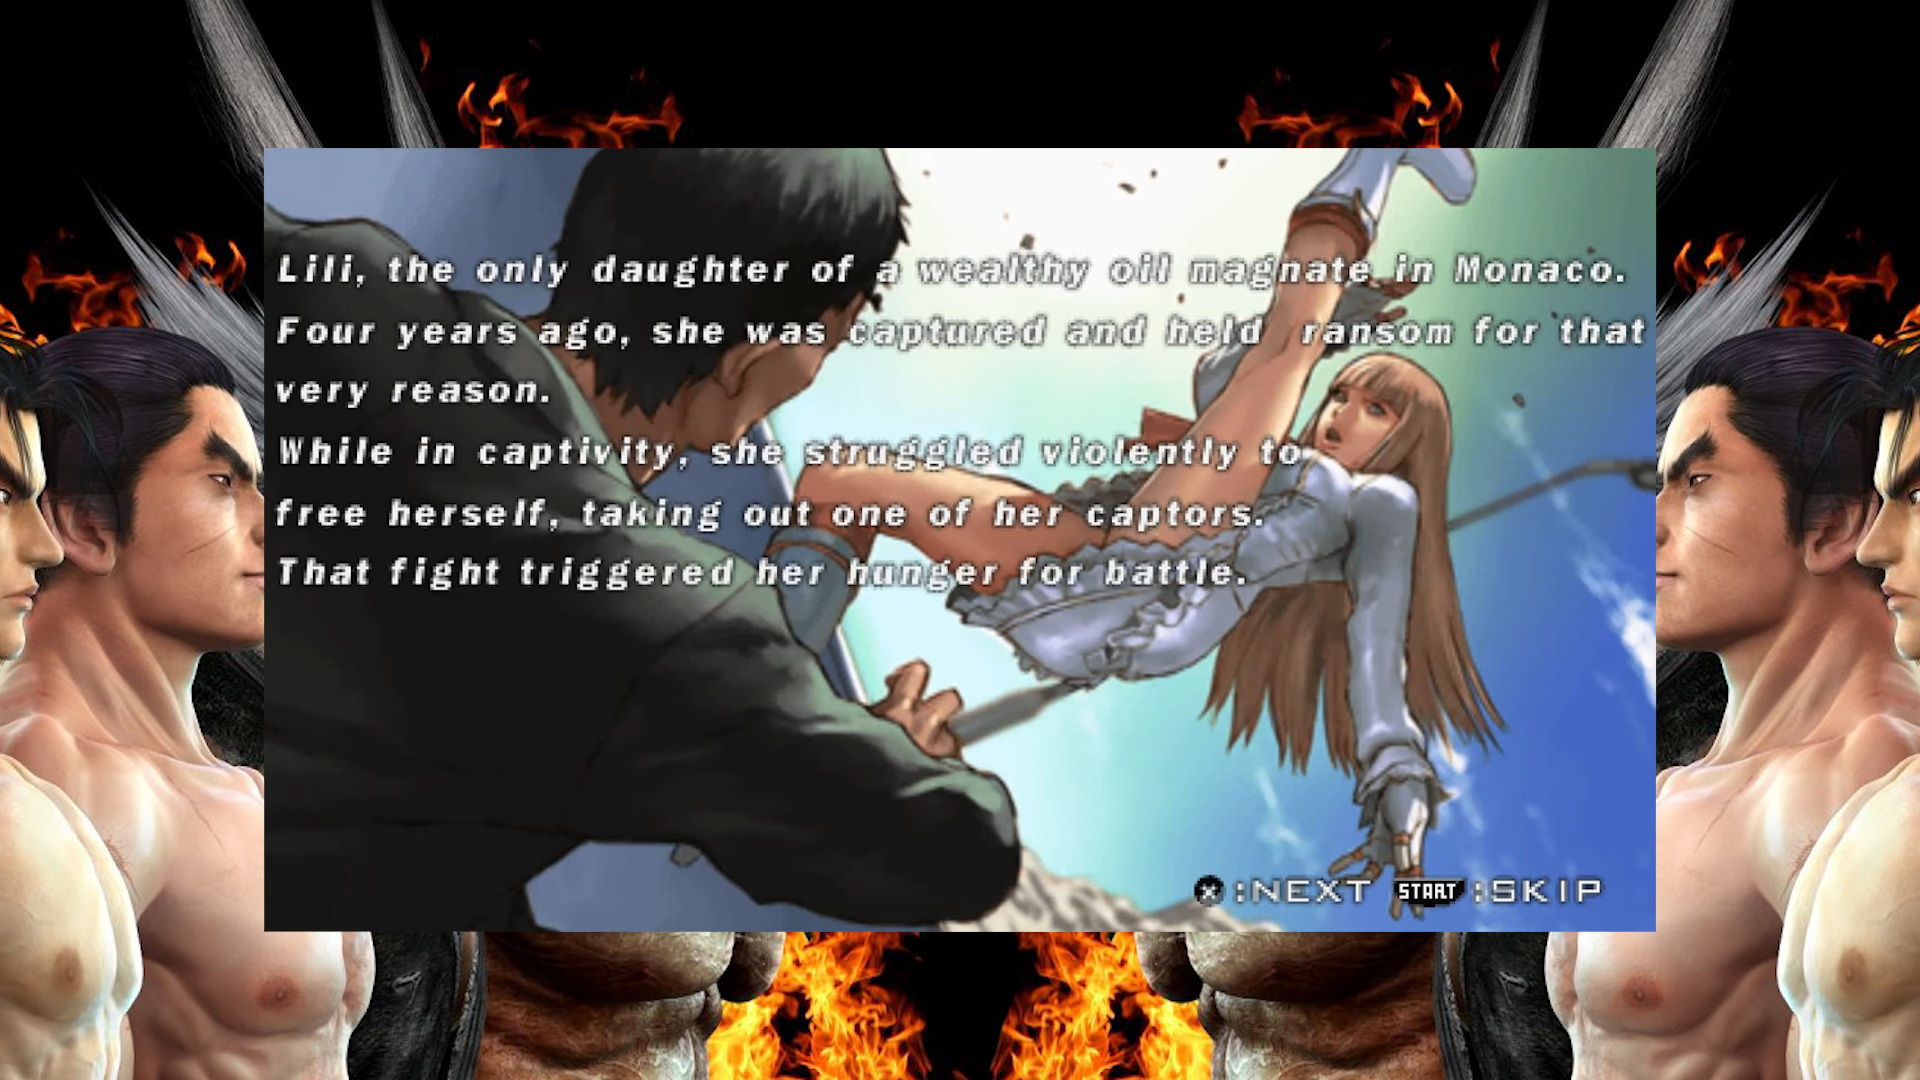 Lili, the only daughter of a wealthy oil magnate in Monaco.
Four years ago, she was captured and held ransom for that
very reason.
While in captivity, she struggled violently to
free herself, taking out one of her captors.
That fight triggered her hunger for battle.
:NEXT START :SKIP